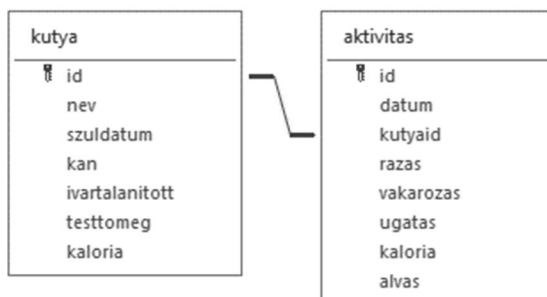 kutya
id
nev
szuldatum
kan
ivartalanitott
testtomeg
kaloria
aktivitas
id
datum
kutyaid
razas
vakarozas
ugatas
kaloria
alvas